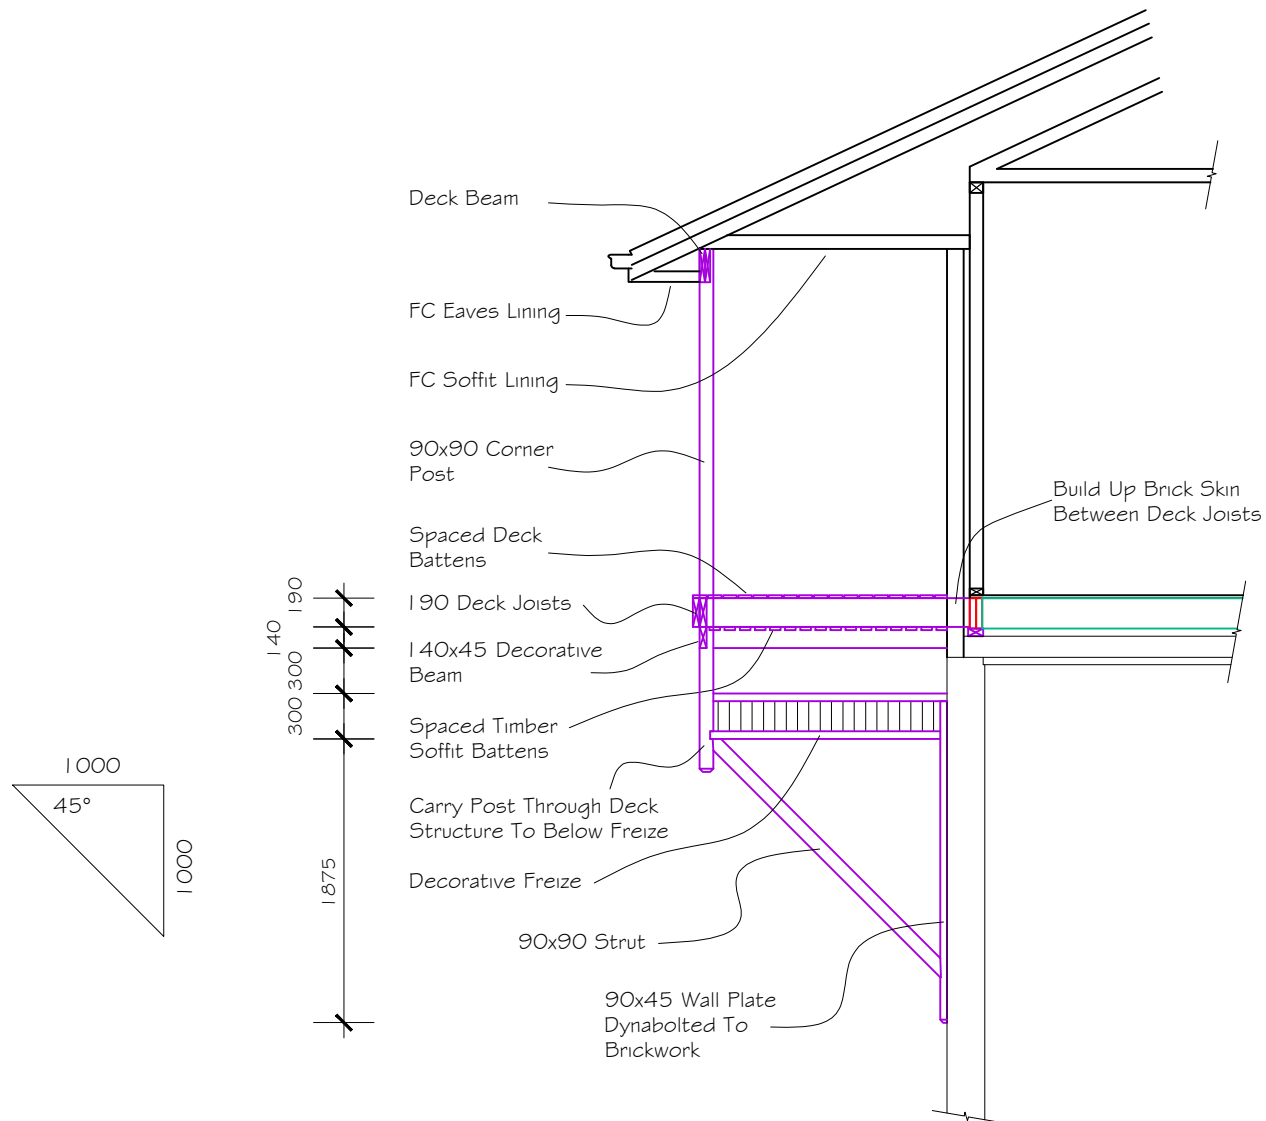 Deck Beam
FC Eaves Lining
FC Soffit Lining
90x90 Corner
Post
Build Up Brick Skin
Between Deck Joists
Spaced Deck
Battens
190 Deck Joists
140x45 Decorative
Beam
Spaced Timber
Soffit Battens
Carry Post Through Deck
Structure To Below Freize
Decorative Freize
90x90 Strut
90x45 Wall Plate
Dynabolted To
Brickwork
190
140
300
300
1875
1000
45°
1000